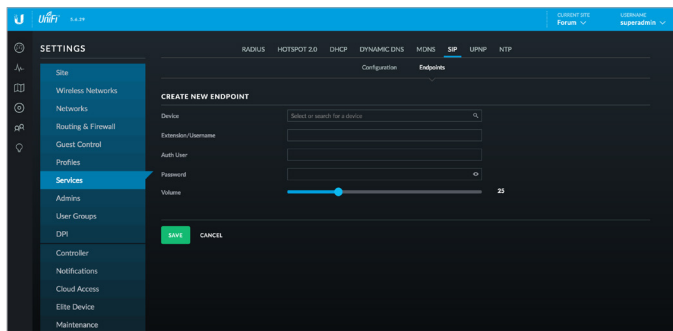 U UniFi 5.6.29 CURRENT SITE USERNAME
Forum superadmin
SETTINGS RADIUS HOTSPOT 2.0 DHCP DYNAMIC DNS MDNS SIP UPNP NTP
Configuration Endpoints
Site
Wireless Networks
Networks
Routing & Firewall
Guest Control
Profiles
Services
Admins
User Groups
DPI
Controller
Notifications
Cloud Access
Elite Device
Maintenance
CREATE NEW ENDPOINT
Device Select or search for a device
Extension/Username
Auth User
Password
Volume 25
SAVE CANCEL